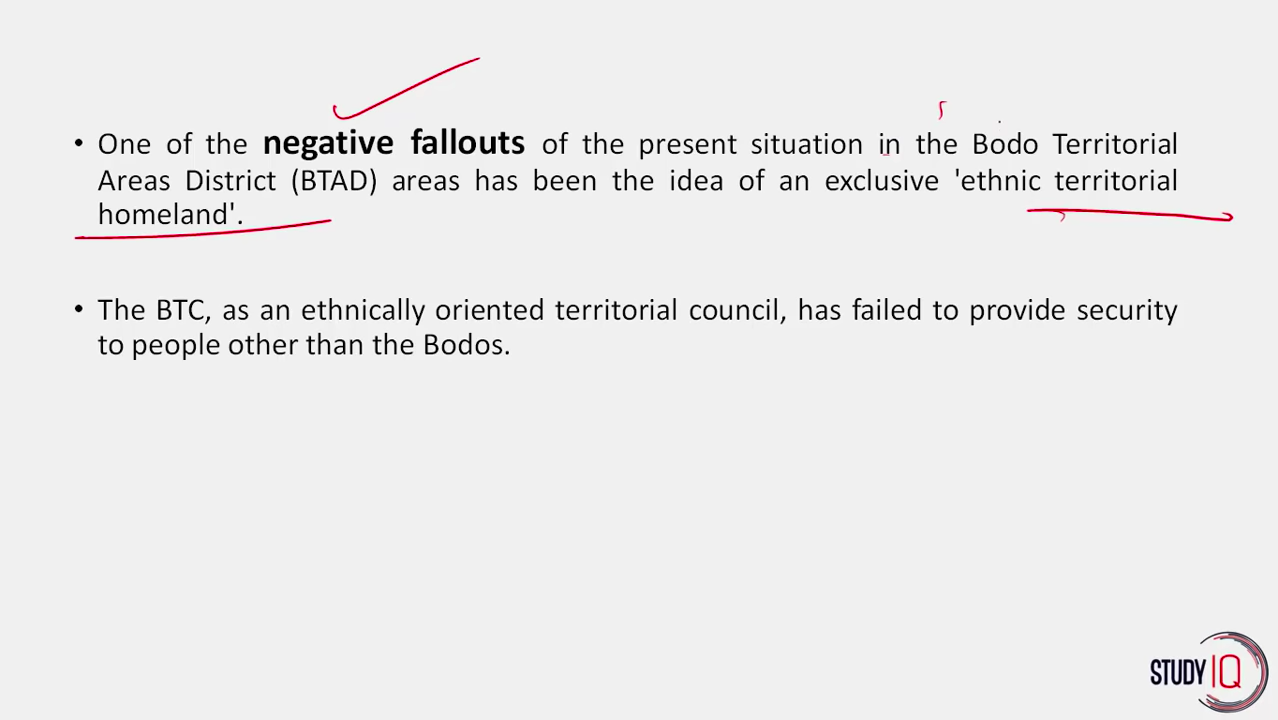 • One of the negative fallouts of the present situation in the Bodo Territorial
Areas District (BTAD) areas has been the idea of an exclusive 'ethnic territorial
homeland'.
• The BTC, as an ethnically oriented territorial council, has failed to provide security
to people other than the Bodos.
STUDY IQ